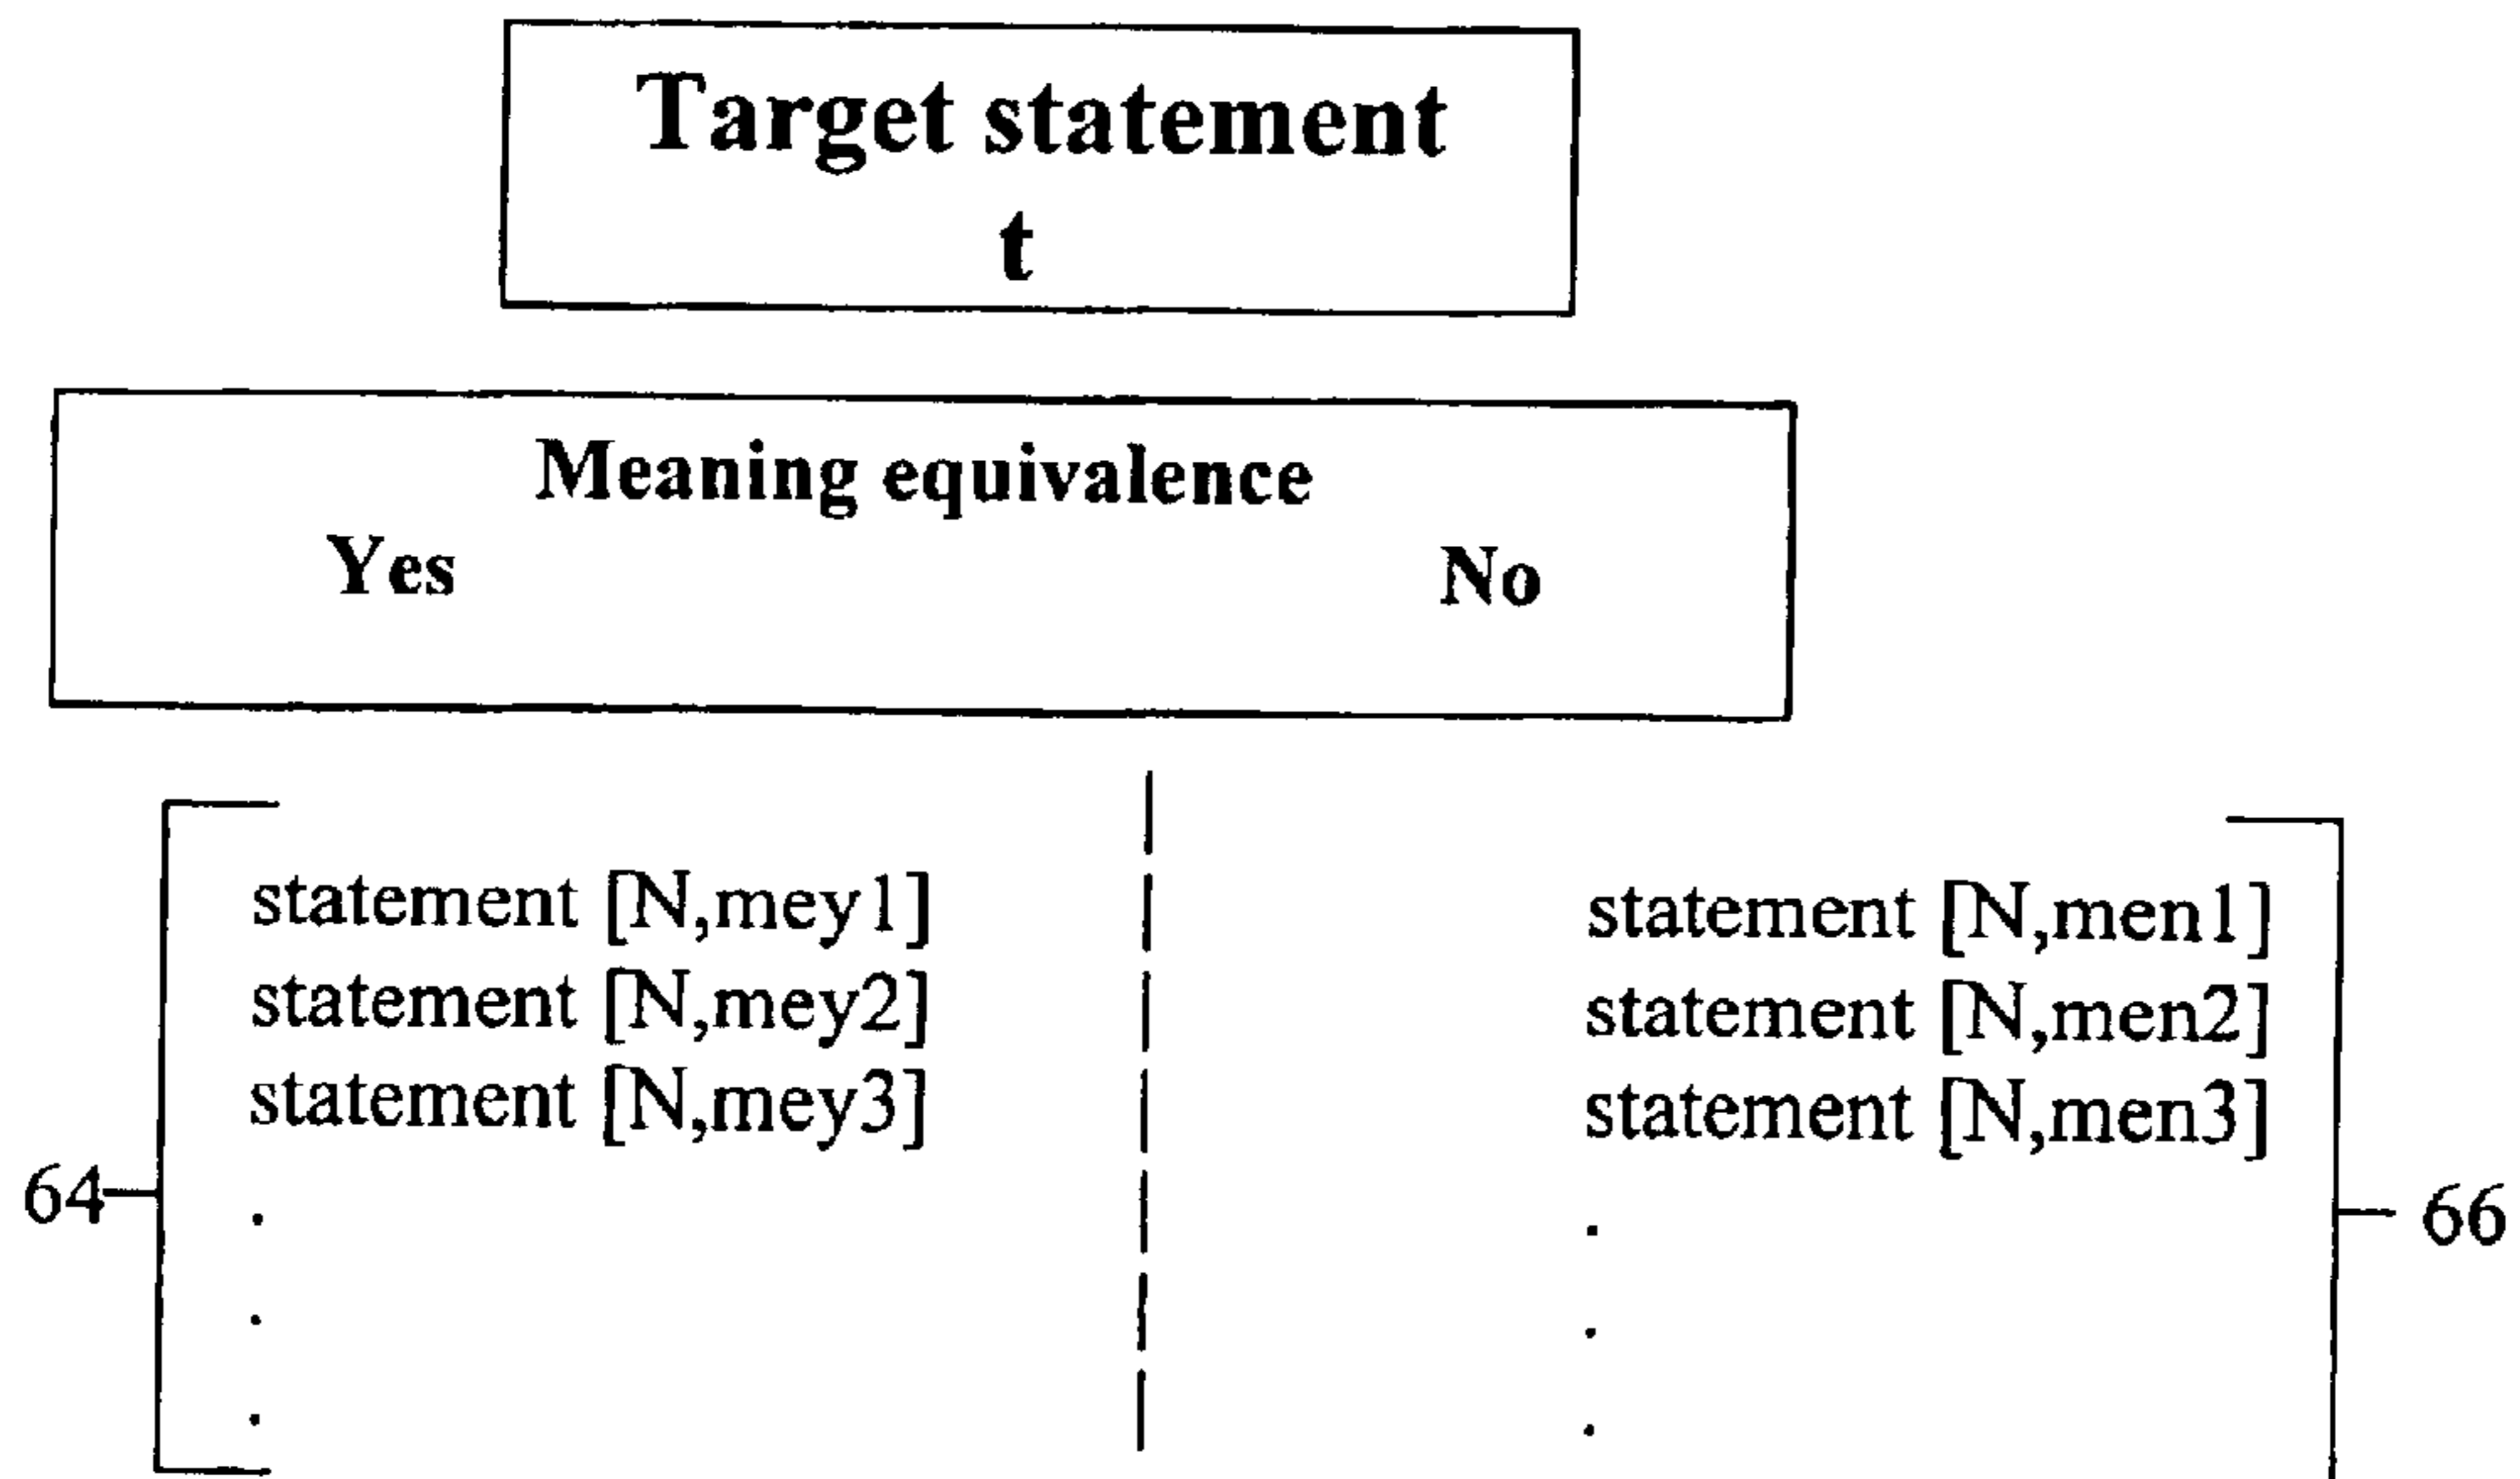 Target statement
t
Meaning equivalence
Yes No
statement [N,mey1] statement [N,men1]
statement [N,mey2] statement [N,men2]
statement [N,mey3] statement [N,men3]
64 . . 66
. .
. .